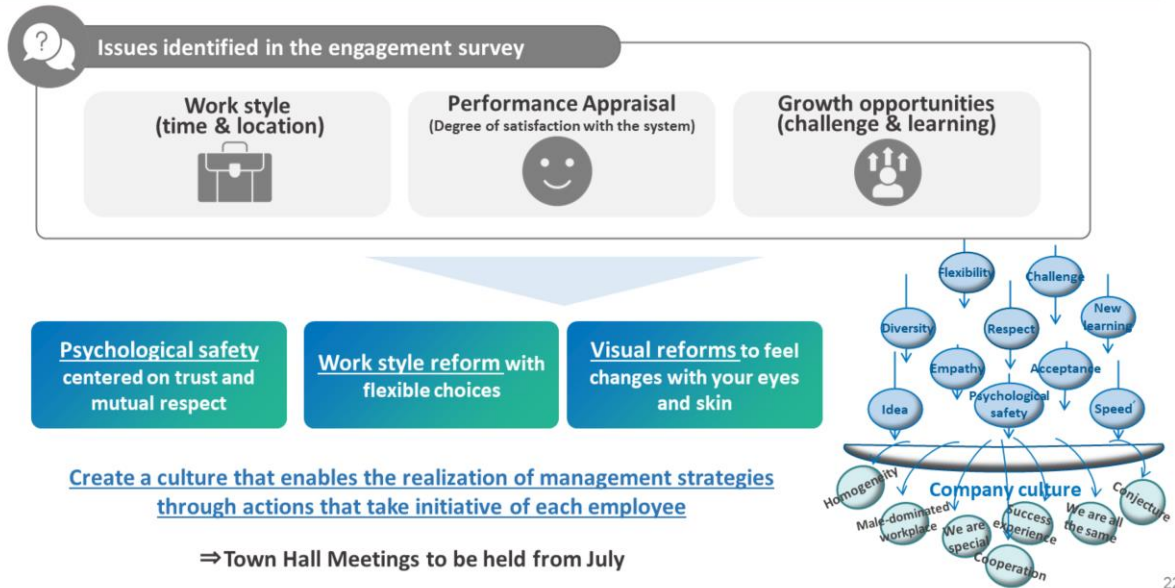 ?
Issues identified in the engagement survey
Work style
(time & location)
Performance Appraisal
(Degree of satisfaction with the system)
Growth opportunities
(challenge & learning)
Psychological safety
centered on trust and
mutual respect
Work style reform with
flexible choices
Visual reforms to feel
changes with your eyes
and skin
Create a culture that enables the realization of management strategies
through actions that take initiative of each employee
⇒Town Hall Meetings to be held from July
Flexibility
Challenge
Diversity
Respect
New
learning
Empathy
Acceptance
Idea
Psychological
safety
Speed
Company culture
Homogeneity
Male-dominated
workplace
We are
special
Success
experience
Cooperation
We are all
the same
Conjecture